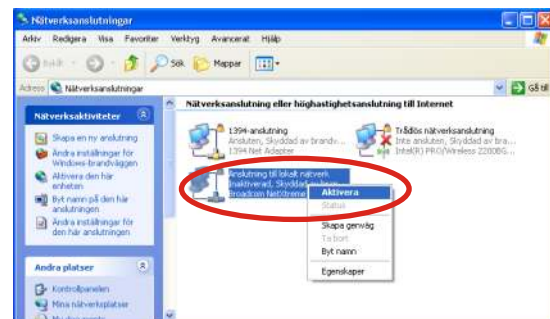 Nätverksanslutningar
Arkiv Redigera Visa Favoriter Verktyg Avancerat Hjälp
Bakåt Sök Mappar
Adress Nätverksanslutningar Gå till
Nätverksaktiviteter
Skapa en ny anslutning
Ändra inställningar för
Windows-brandväggen
Aktivera den här
enheten
Byt namn på den här
anslutningen
Ändra inställningar för
den här anslutningen
Andra platser
Kontrollpanelen
Mina nätverksplatser
Mina dokument
Nätverksanslutning eller höghastighetsanslutning till Internet
1394-anslutning
Ansluten, Skyddad av brandv...
1394 Net Adapter
Trådlös nätverksanslutning
Inte ansluten, Skyddad av bra...
Intel(R) PRO/Wireless 2200BG...
Anslutning till lokalt nätverk
Inaktiverad, Skyddad av
Broadcom NetXtreme
Aktivera
Status
Skapa genväg
Ta bort
Byt namn
Egenskaper